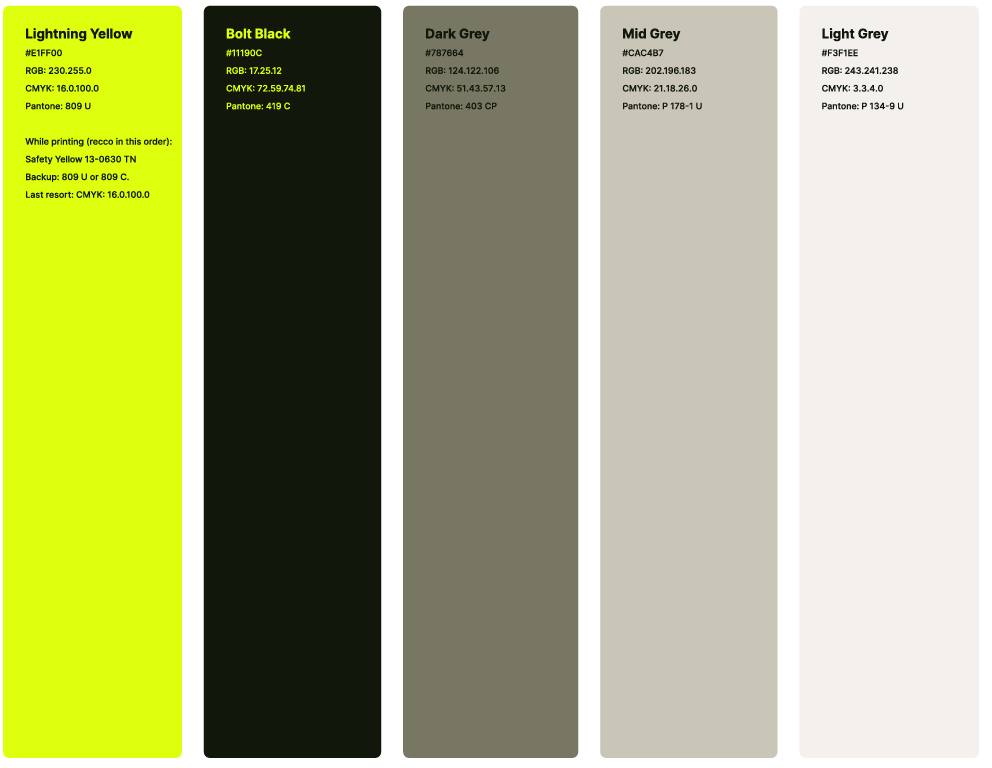 Lightning Yellow
#E1FF00
RGB: 230.255.0
CMYK: 16.0.100.0
Pantone: 809 U
While printing (recco in this order):
Safety Yellow 13-0630 TN
Backup: 809 U or 809 C.
Last resort: CMYK: 16.0.100.0
Bolt Black
#11190C
RGB: 17.25.12
CMYK: 72.59.74.81
Pantone: 419 C
Dark Grey
#787664
RGB: 124.122.106
CMYK: 51.43.57.13
Pantone: 403 CP
Mid Grey
#CAC4B7
RGB: 202.196.183
CMYK: 21.18.26.0
Pantone: P 178-1 U
Light Grey
#F3F1EE
RGB: 243.241.238
CMYK: 3.3.4.0
Pantone: P 134-9 U